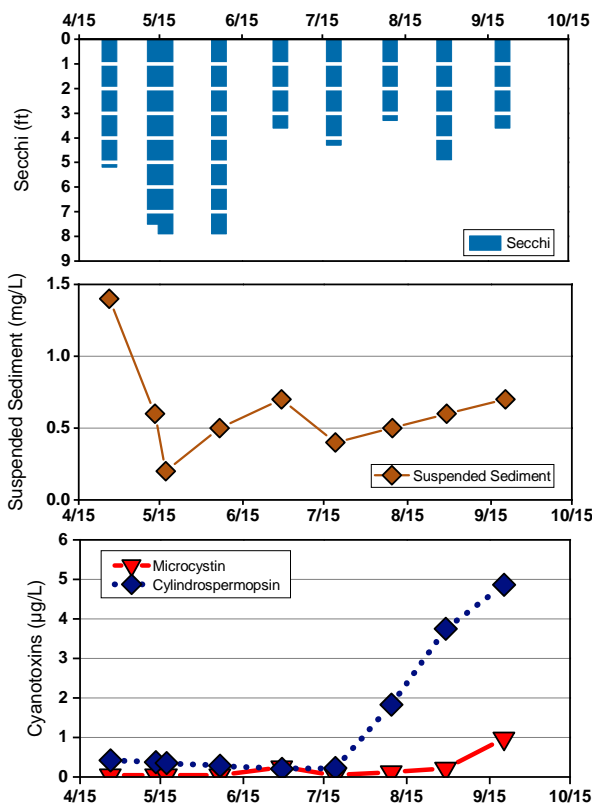 4/15 5/15 6/15 7/15 8/15 9/15 10/15
0
1
2
3
4
5
6
7
8
9
Secchi (ft)
Secchi
1.5
1.0
0.5
0.0
Suspended Sediment (mg/L)
Suspended Sediment
4/15 5/15 6/15 7/15 8/15 9/15 10/15
6
5
4
3
2
1
0
Cyanotoxins (µg/L)
Microcystin
Cylindrospermopsin
4/15 5/15 6/15 7/15 8/15 9/15 10/15